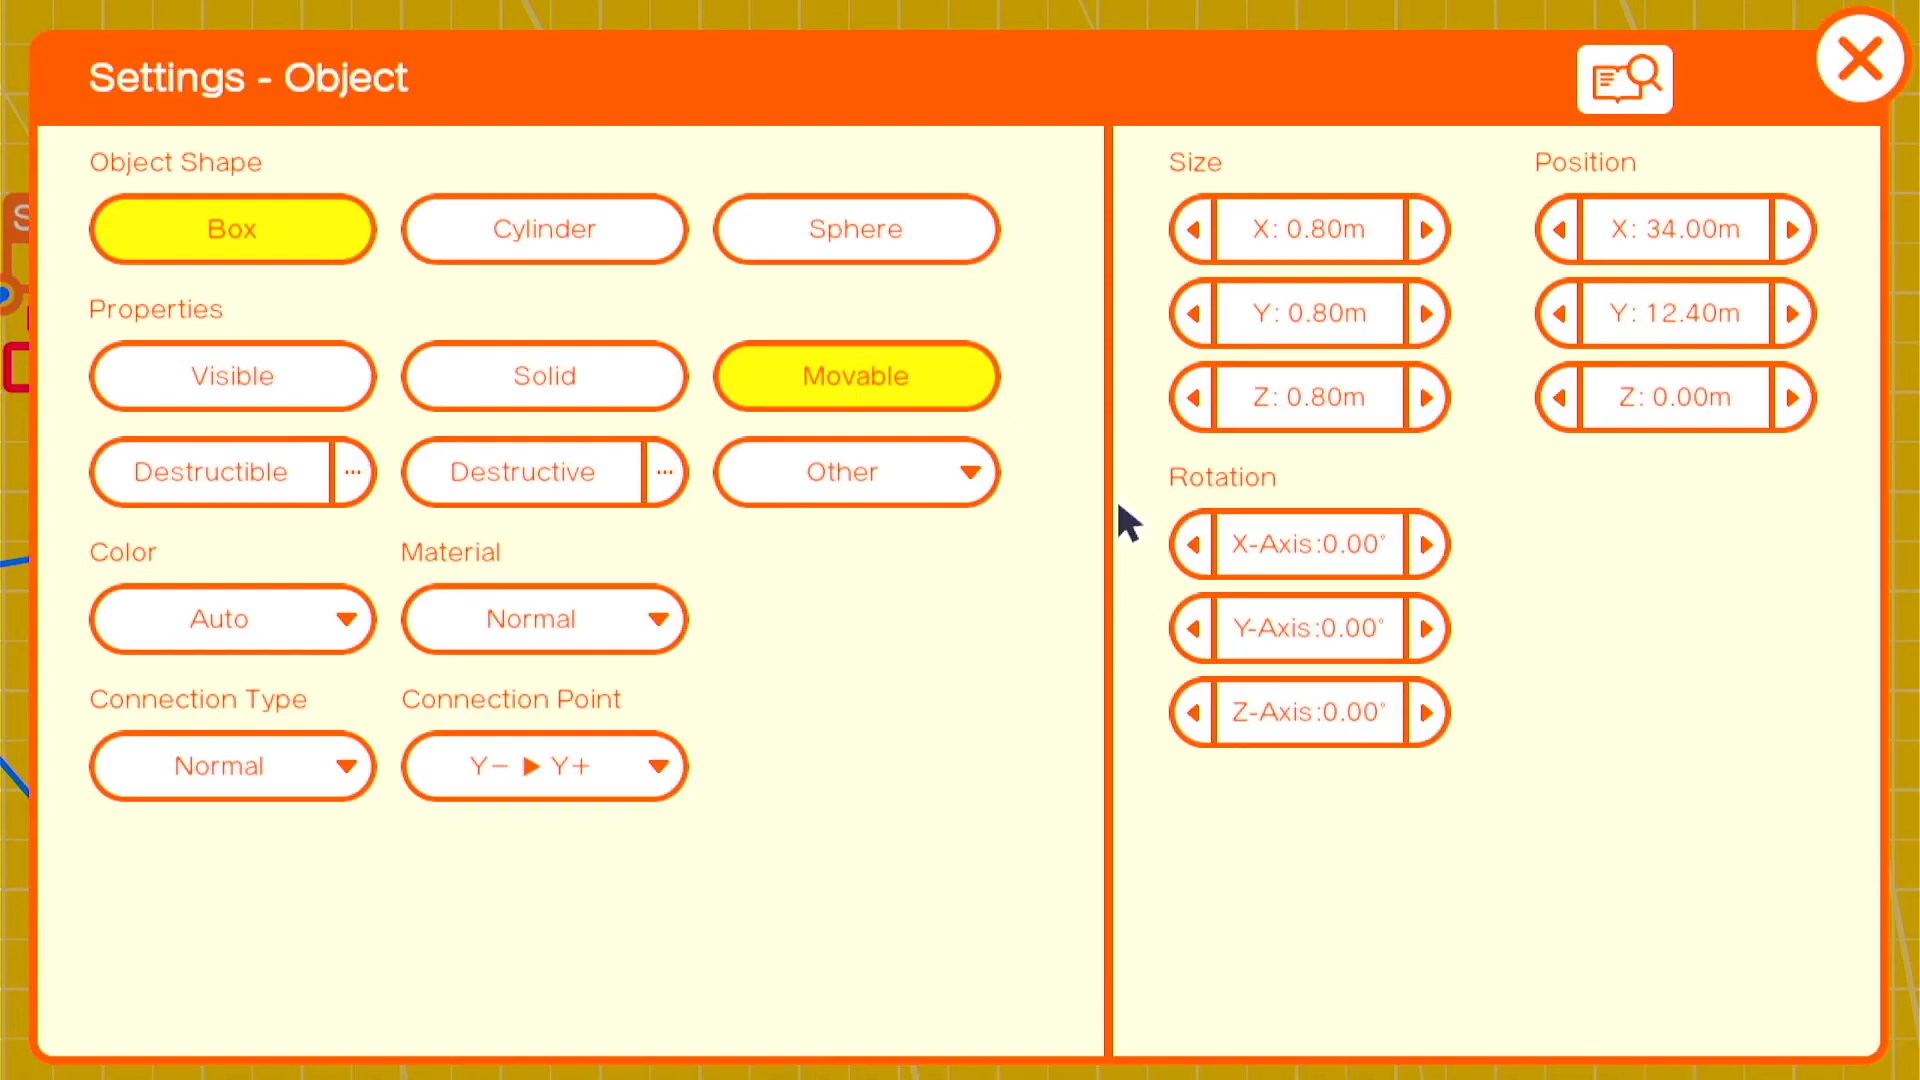 Settings - Object
Object Shape
Box
Cylinder
Sphere
Properties
Visible
Solid
Movable
Destructible
...
Destructive
...
Other
Color
Material
Auto
Normal
Connection Type
Connection Point
Normal
Y− ▶ Y+
Size
X: 0.80m
Y: 0.80m
Z: 0.80m
Position
X: 34.00m
Y: 12.40m
Z: 0.00m
Rotation
X-Axis:0.00°
Y-Axis:0.00°
Z-Axis:0.00°